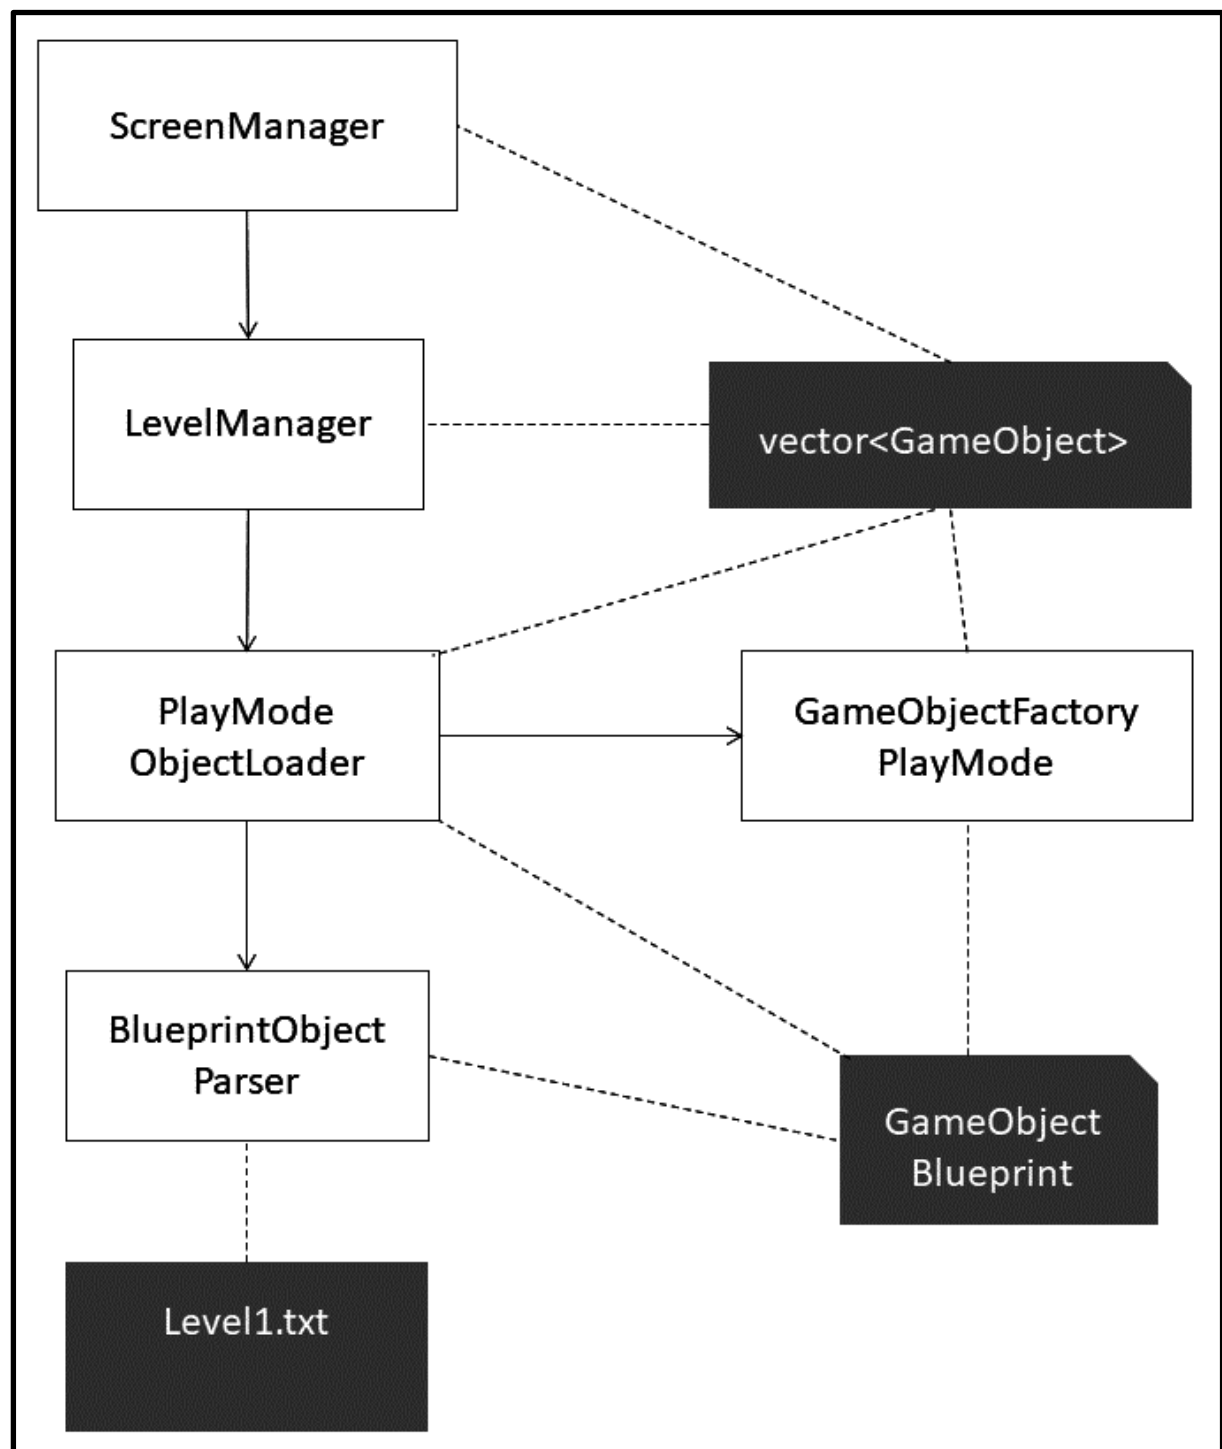 ScreenManager
LevelManager
vector<GameObject>
PlayMode
ObjectLoader
GameObjectFactory
PlayMode
BlueprintObject
Parser
GameObject
Blueprint
Level1.txt